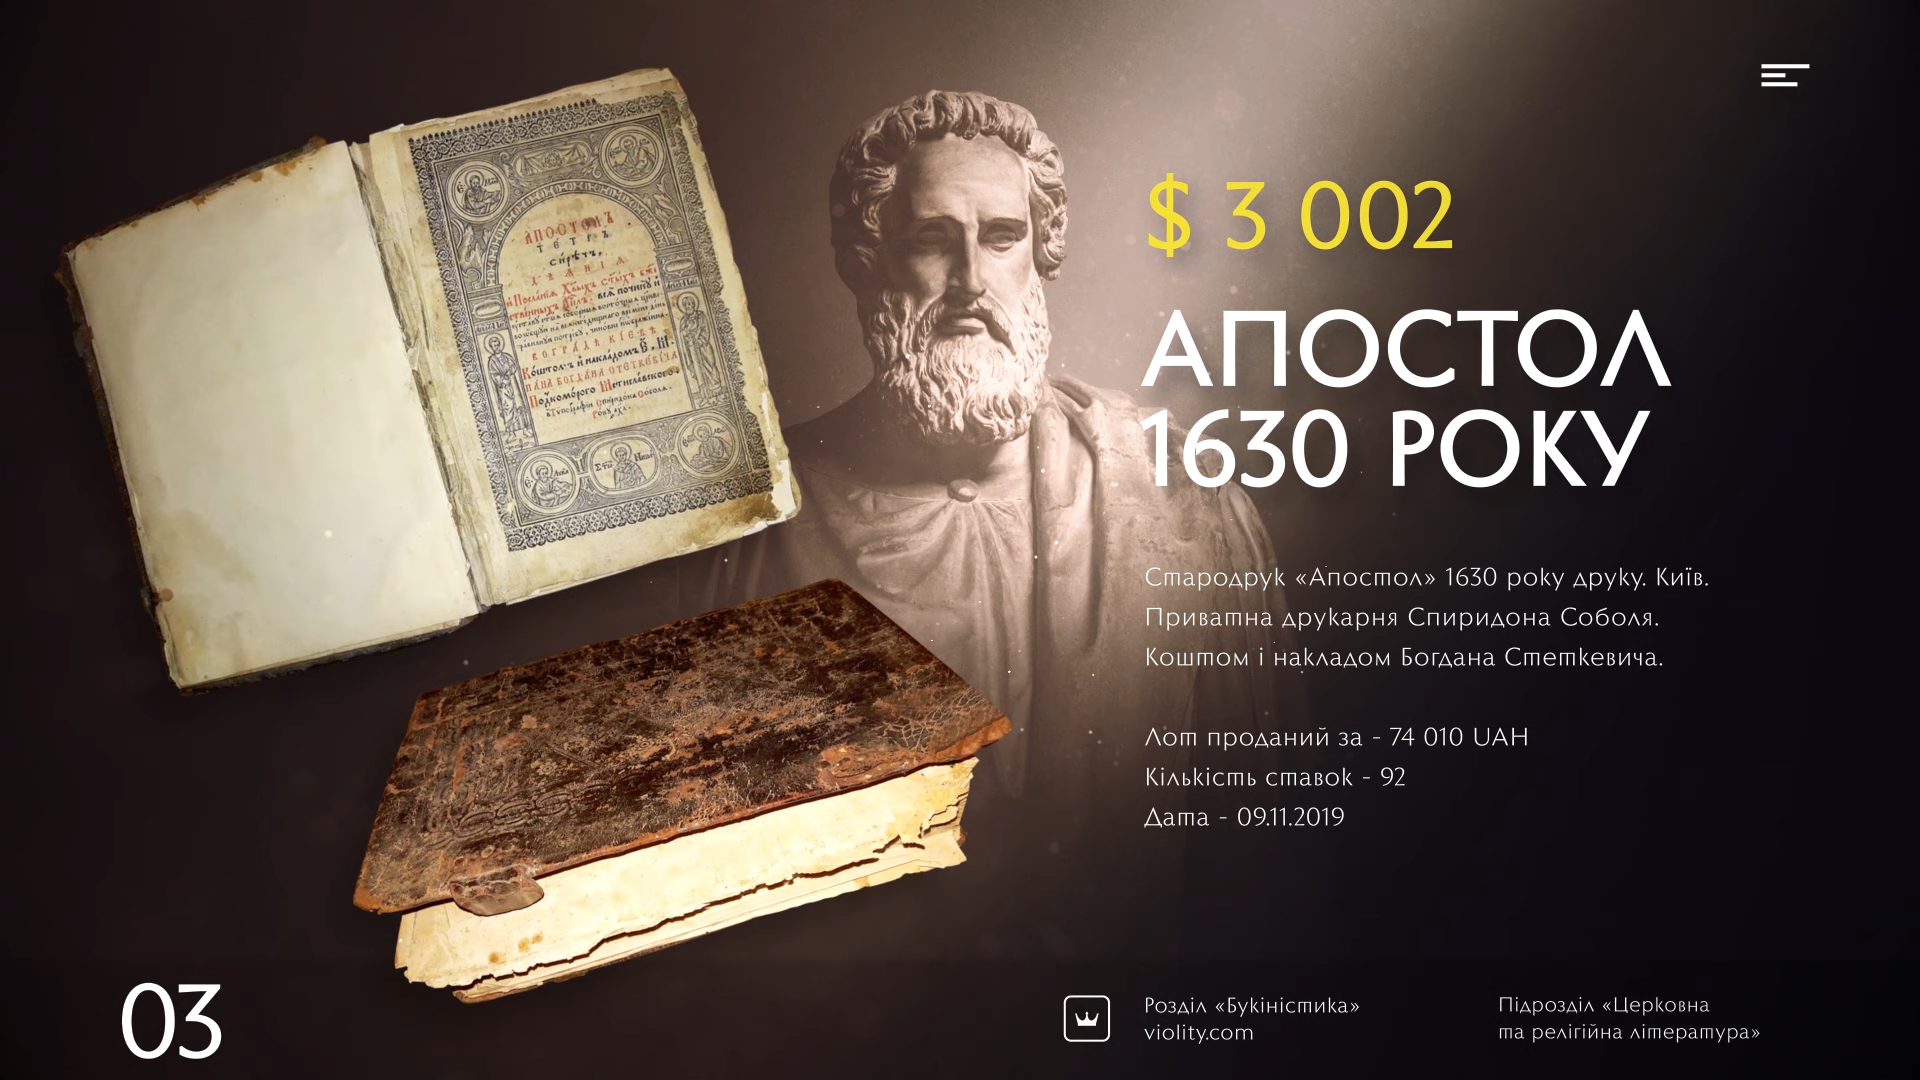 $ 3 002
АПОСТОЛ
1630 РОКУ
Стародрук «Апостол» 1630 року друку. Київ.
Приватна друкарня Спиридона Соболя.
Коштом і накладом Богдана Стеткевича.
Лот проданий за - 74 010 UAH
Кількість ставок - 92
Дата - 09.11.2019
АПОСТОЛЪ
ТЕТРЪ
03
Розділ «Букіністика»
violity.com
Підрозділ «Церковна
та релігійна література»